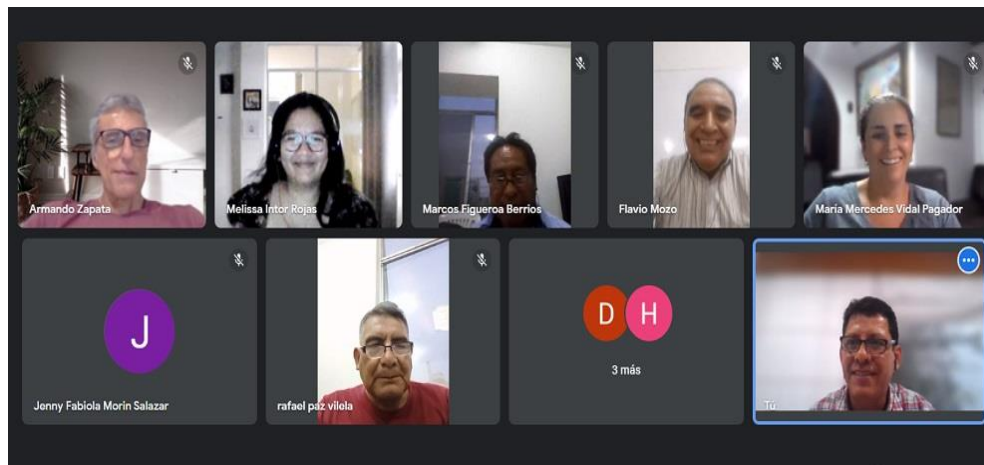 Armando Zapata
Melissa Intor Rojas
Marcos Figueroa Berrios
Flavio Mozo
Maria Mercedes Vidal Pagador
J
Jenny Fabiola Morin Salazar
rafael paz vilela
D H
3 más
Tú